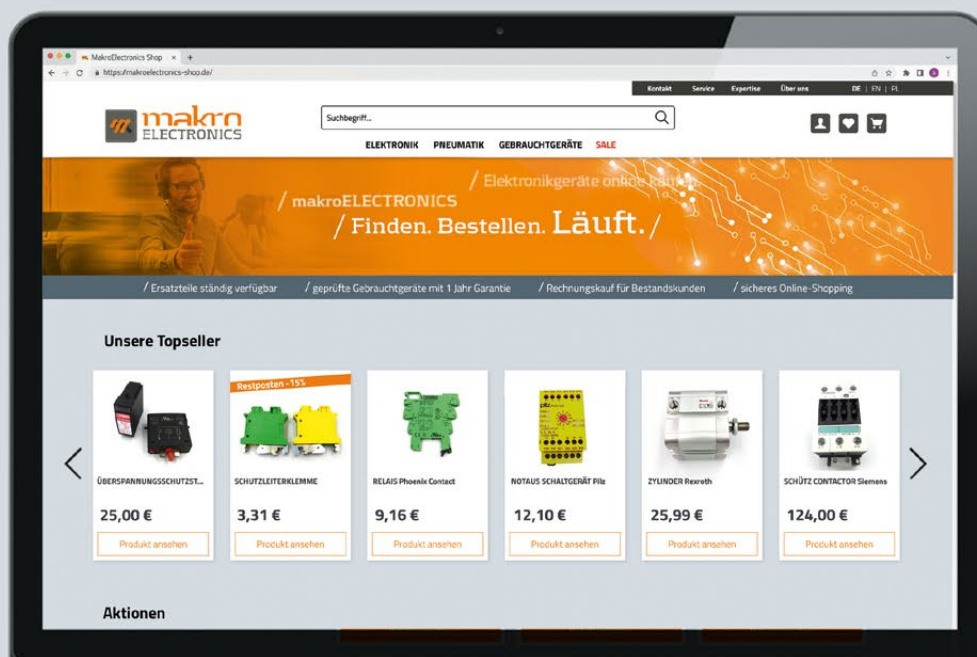 MakroElectronics Shop
https://makroelectronics-shop.de/
Kontakt Service Expertise Über uns DE | EN | PL
makro
ELECTRONICS
Suchbegriff...
ELEKTRONIK PNEUMATIK GEBRAUCHTGERÄTE SALE
/ Elektronikgeräte online kaufen.
/ makroELECTRONICS
/ Finden. Bestellen. Läuft. /
/ Ersatzteile ständig verfügbar / geprüfte Gebrauchtgeräte mit 1 Jahr Garantie / Rechnungskauf für Bestandskunden / sicheres Online-Shopping
Unsere Topseller
Restposten -15%
ÜBERSPANNUNGSSCHUTZST... SCHUTZLEITERKLEMME RELAIS Phoenix Contact NOTAUS SCHALTGERÄT Pilz ZYLINDER Rexroth SCHÜTZ CONTACTOR Siemens
25,00 € 3,31 € 9,16 € 12,10 € 25,99 € 124,00 €
Produkt ansehen Produkt ansehen Produkt ansehen Produkt ansehen Produkt ansehen Produkt ansehen
Aktionen